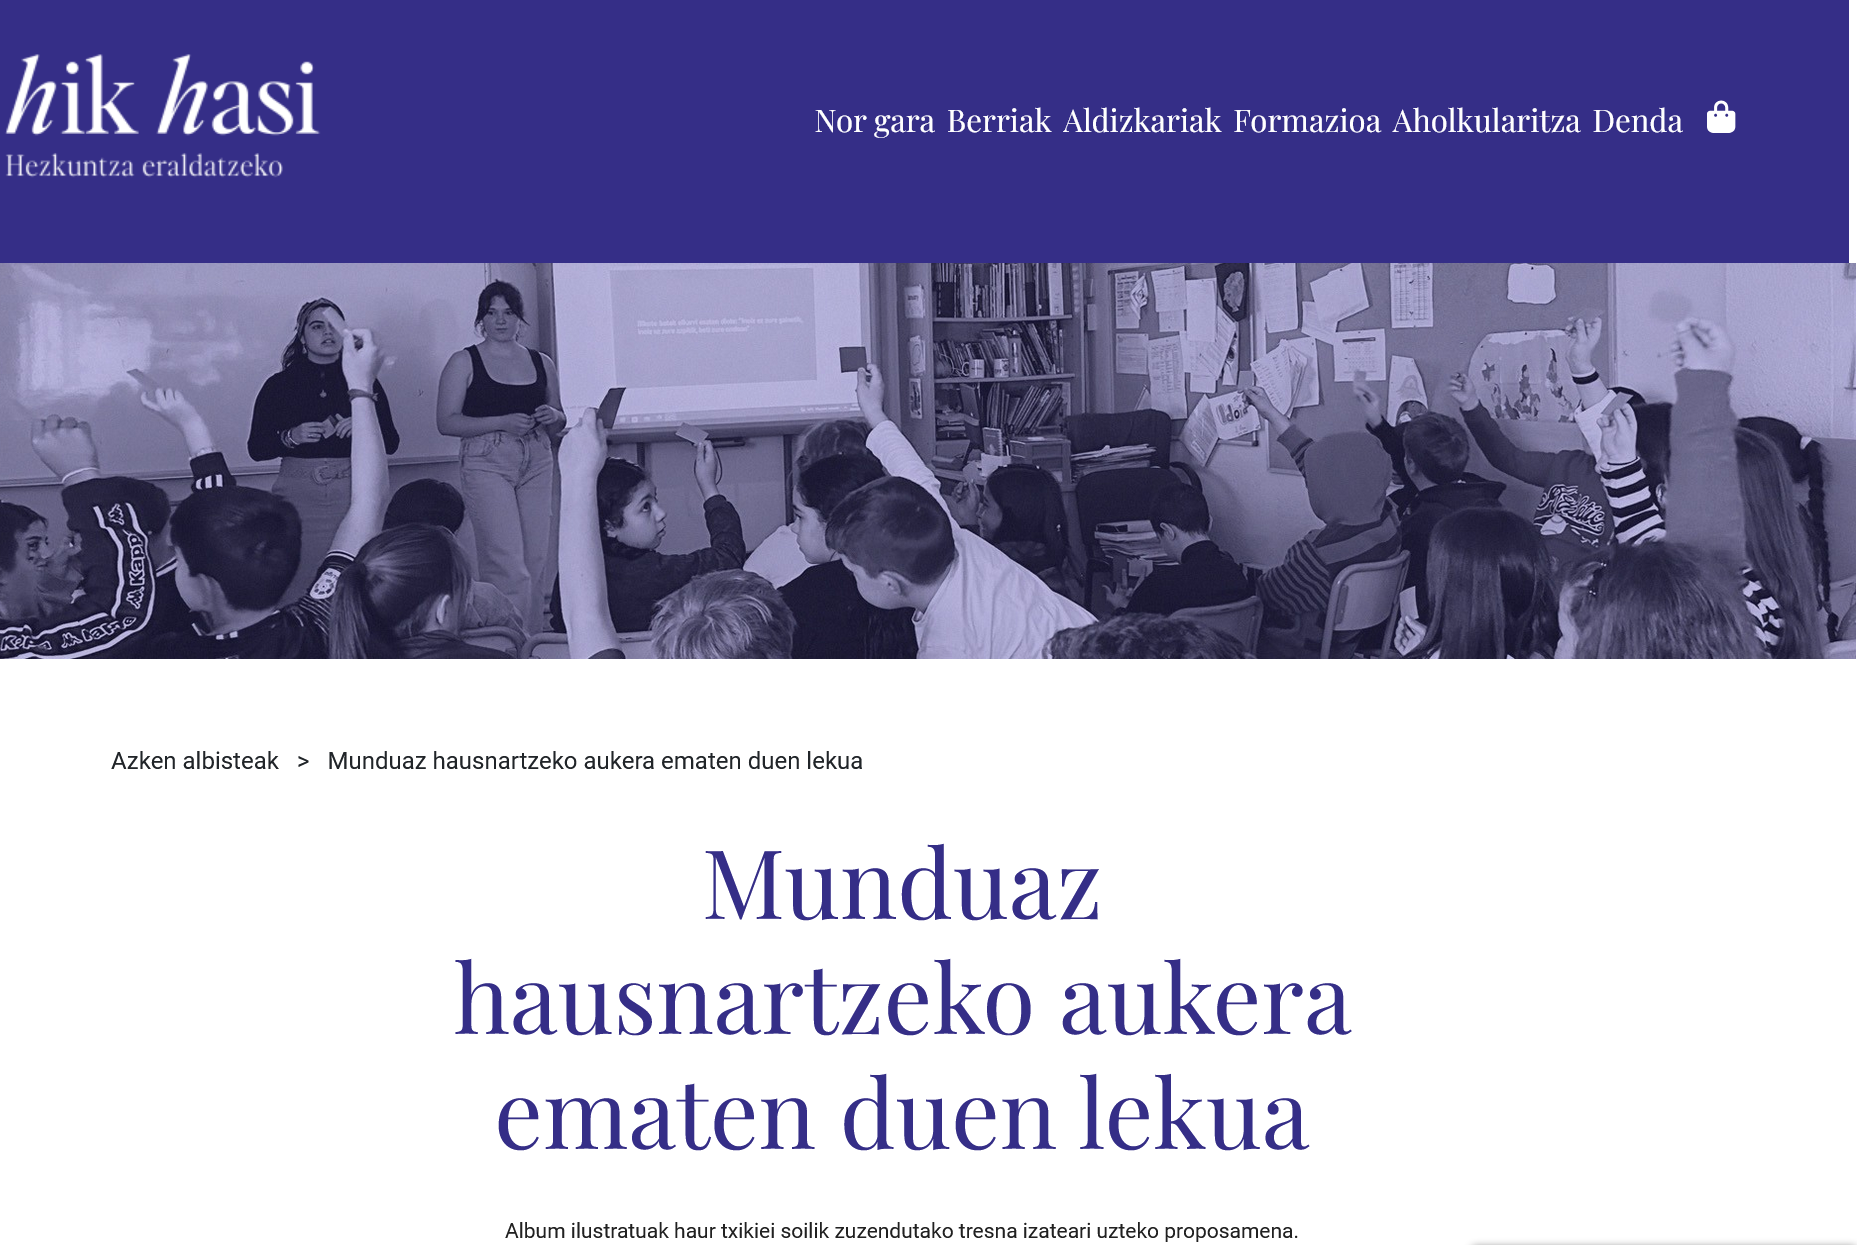 hik hasi
Hezkuntza eraldatzeko
Nor gara Berriak Aldizkariak Formazioa Aholkularitza Denda
Kappa
Azken albisteak > Munduaz hausnartzeko aukera ematen duen lekua
Munduaz
hausnartzeko aukera
ematen duen lekua
Album ilustratuak haur txikiei soilik zuzendutako tresna izateari uzteko proposamena.